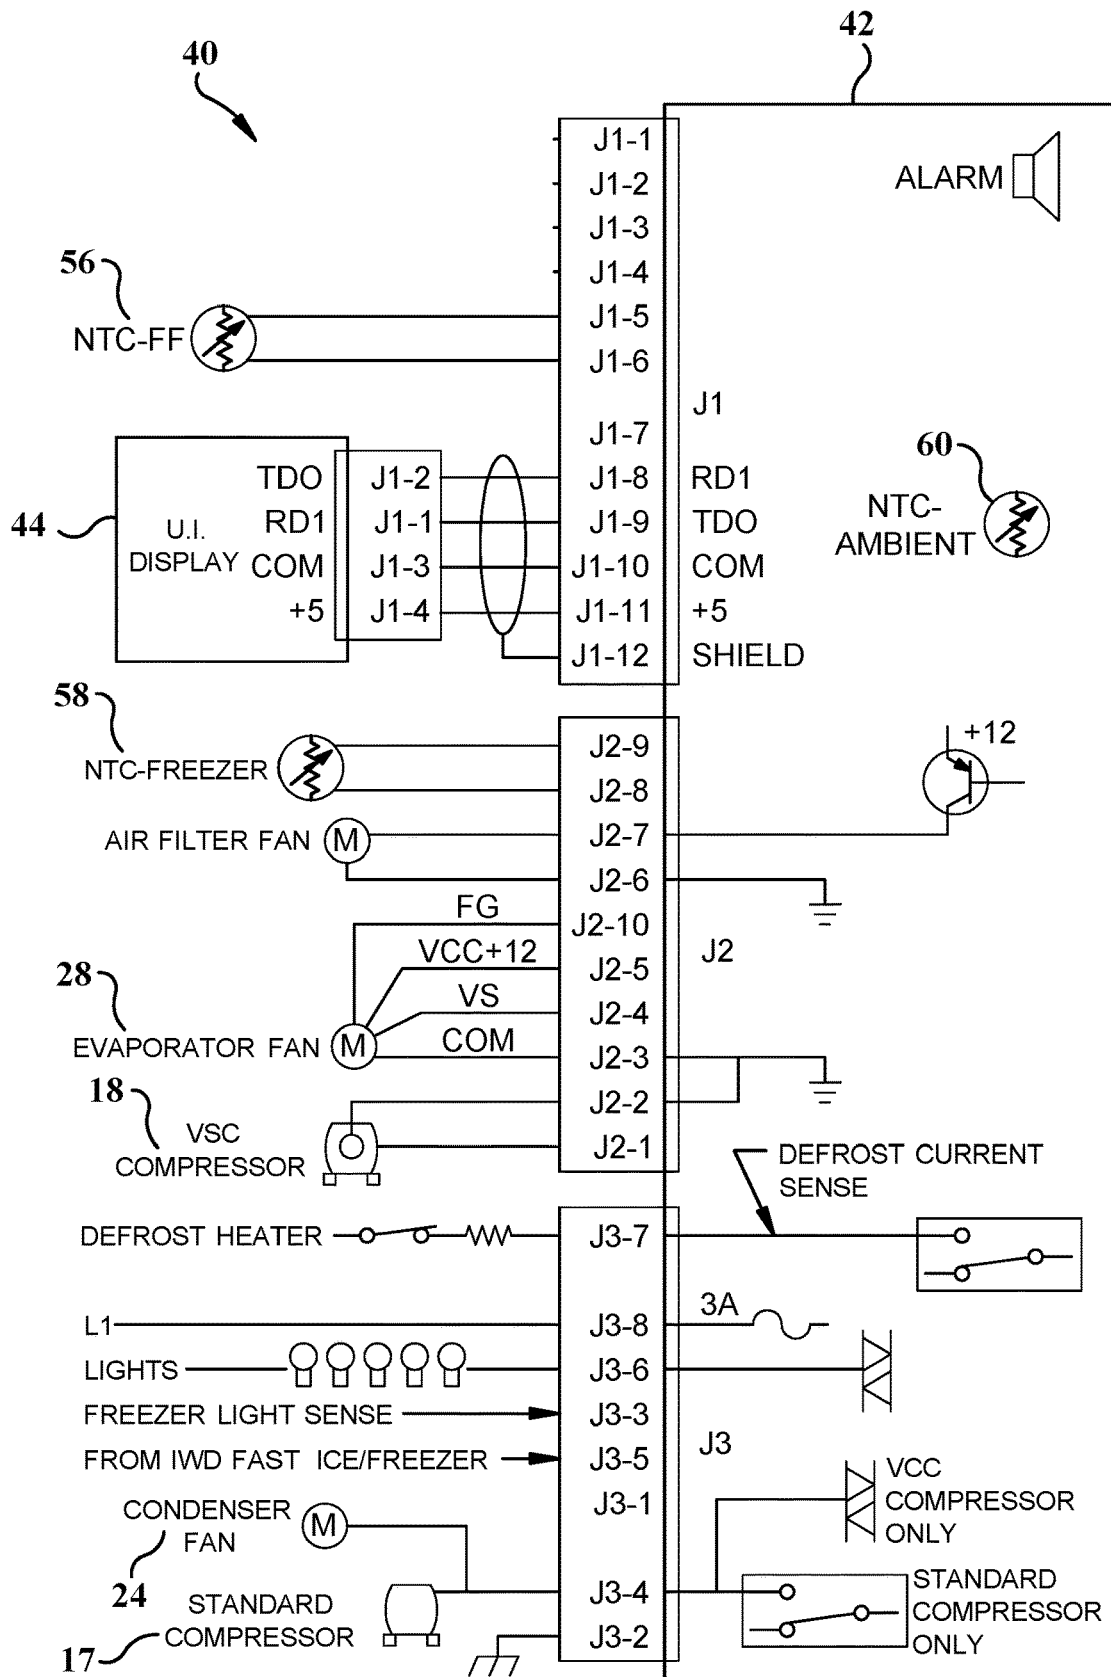 40
42
J1-1
J1-2
J1-3
J1-4
J1-5
J1-6
J1-7
J1-8
J1-9
J1-10
J1-11
J1-12
ALARM
56
NTC-FF
J1
RD1
TDO
COM
+5
SHIELD
60
NTC-
AMBIENT
44
U.I.
DISPLAY
TDO
RD1
COM
+5
J1-2
J1-1
J1-3
J1-4
58
NTC-FREEZER
AIR FILTER FAN
M
FG
VCC+12
VS
COM
28
EVAPORATOR FAN
M
18
VSC
COMPRESSOR
J2-9
J2-8
J2-7
J2-6
J2-10
J2-5
J2-4
J2-3
J2-2
J2-1
J2
+12
DEFROST CURRENT
SENSE
DEFROST HEATER
L1
LIGHTS
FREEZER LIGHT SENSE
FROM IWD FAST ICE/FREEZER
CONDENSER
FAN
M
24
STANDARD
COMPRESSOR
17
J3-7
J3-8
J3-6
J3-3
J3-5
J3-1
J3-4
J3-2
3A
J3
VCC
COMPRESSOR
ONLY
STANDARD
COMPRESSOR
ONLY